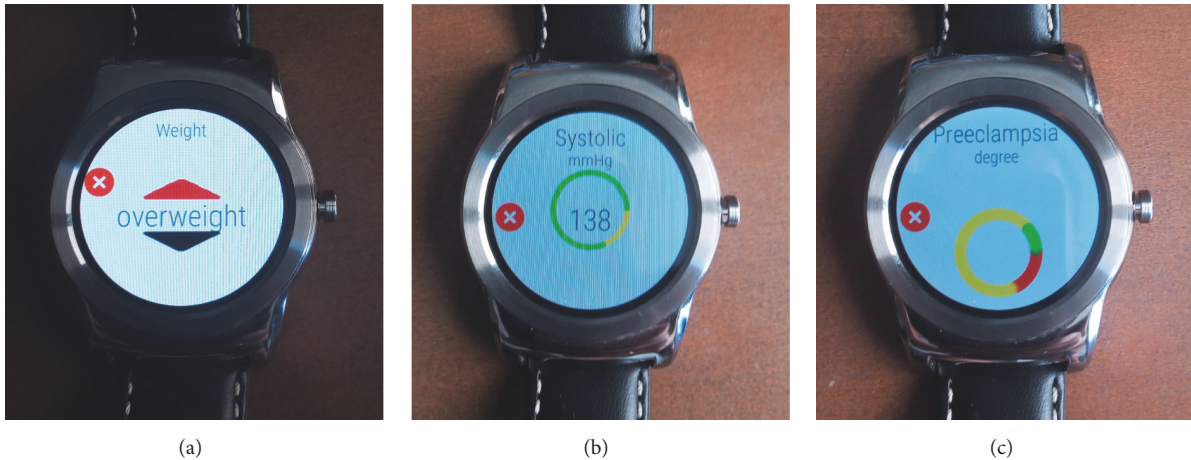 Weight
overweight
Systolic
mmHg
138
Preeclampsia
degree
(a)
(b)
(c)